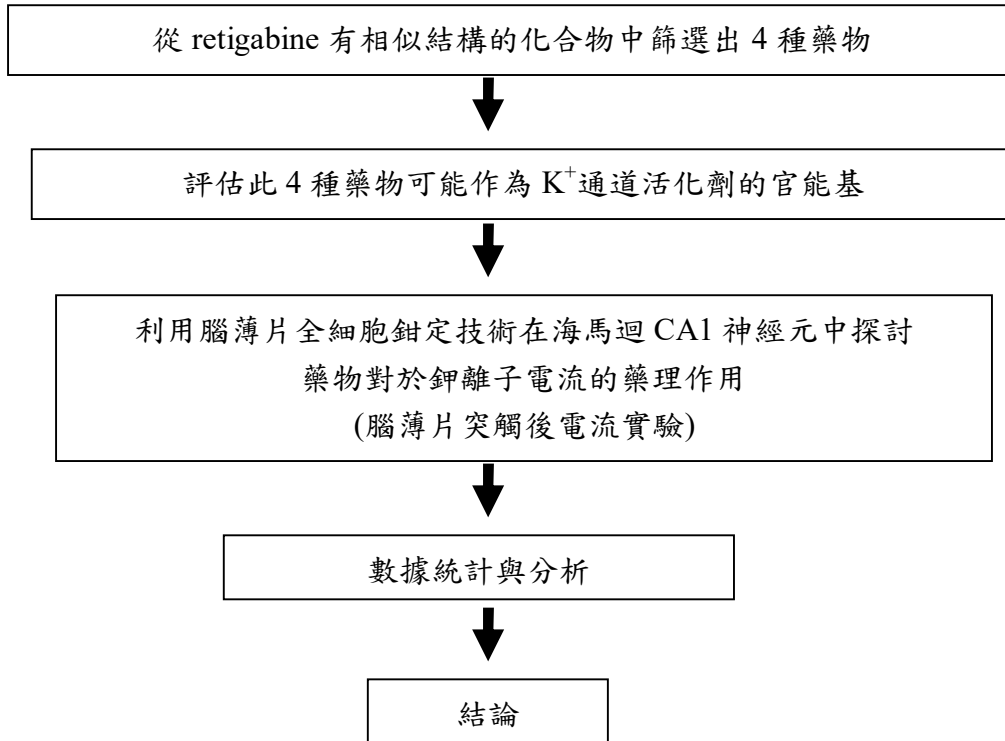 從 retigabine 有相似結構的化合物中篩選出 4 種藥物
評估此 4 種藥物可能作為 K⁺通道活化劑的官能基
利用腦薄片全細胞鉗定技術在海馬迴 CA1 神經元中探討
藥物對於鉀離子電流的藥理作用
(腦薄片突觸後電流實驗)
數據統計與分析
結論